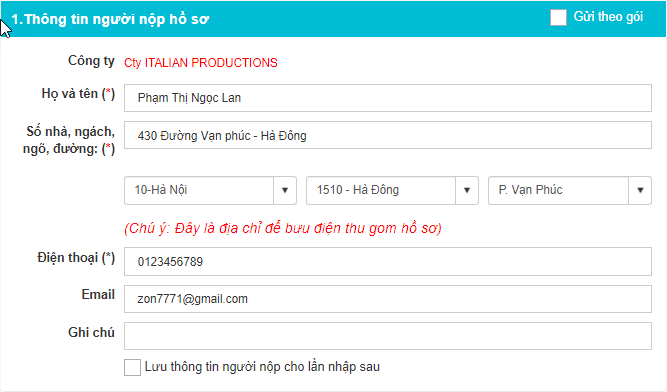 1.Thông tin người nộp hồ sơ
Gửi theo gói
Công ty
Cty ITALIAN PRODUCTIONS
Họ và tên (*)
Phạm Thị Ngọc Lan
Số nhà, ngách,
ngõ, đường: (*)
430 Đường Vạn phúc - Hà Đông
10-Hà Nội
1510 - Hà Đông
P. Vạn Phúc
(Chú ý: Đây là địa chỉ để bưu điện thu gom hồ sơ)
Điện thoại (*)
0123456789
Email
zon7771@gmail.com
Ghi chú
Lưu thông tin người nộp cho lần nhập sau